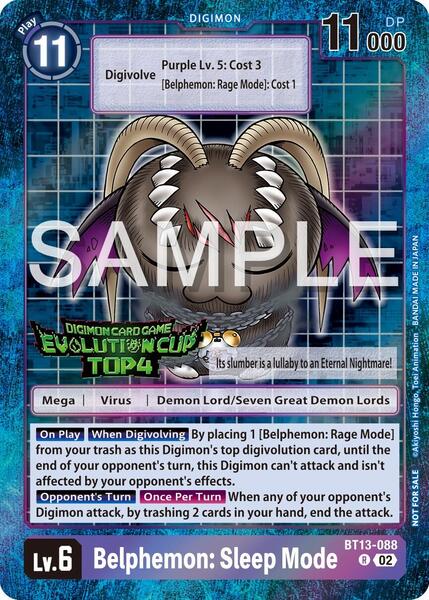 Play
11
DIGIMON
11000
DP
Digivolve
Purple Lv. 5: Cost 3
[Belphemon: Rage Mode]: Cost 1
SAMPLE
DIGIMON CARD GAME
EVOLUTION CUP
TOP4
Its slumber is a lullaby to an Eternal Nightmare!
Mega | Virus | Demon Lord/Seven Great Demon Lords
On Play When Digivolving By placing 1 [Belphemon: Rage Mode]
from your trash as this Digimon's top digivolution card, until the
end of your opponent's turn, this Digimon can't attack and isn't
affected by your opponent's effects.
Opponent's Turn Once Per Turn When any of your opponent's
Digimon attack, by trashing 2 cards in your hand, end the attack.
Lv.6
Belphemon: Sleep Mode
BT13-088
R 02
NOT FOR SALE ©Akiyoshi Hongo, Toei Animation · BANDAI MADE IN JAPAN